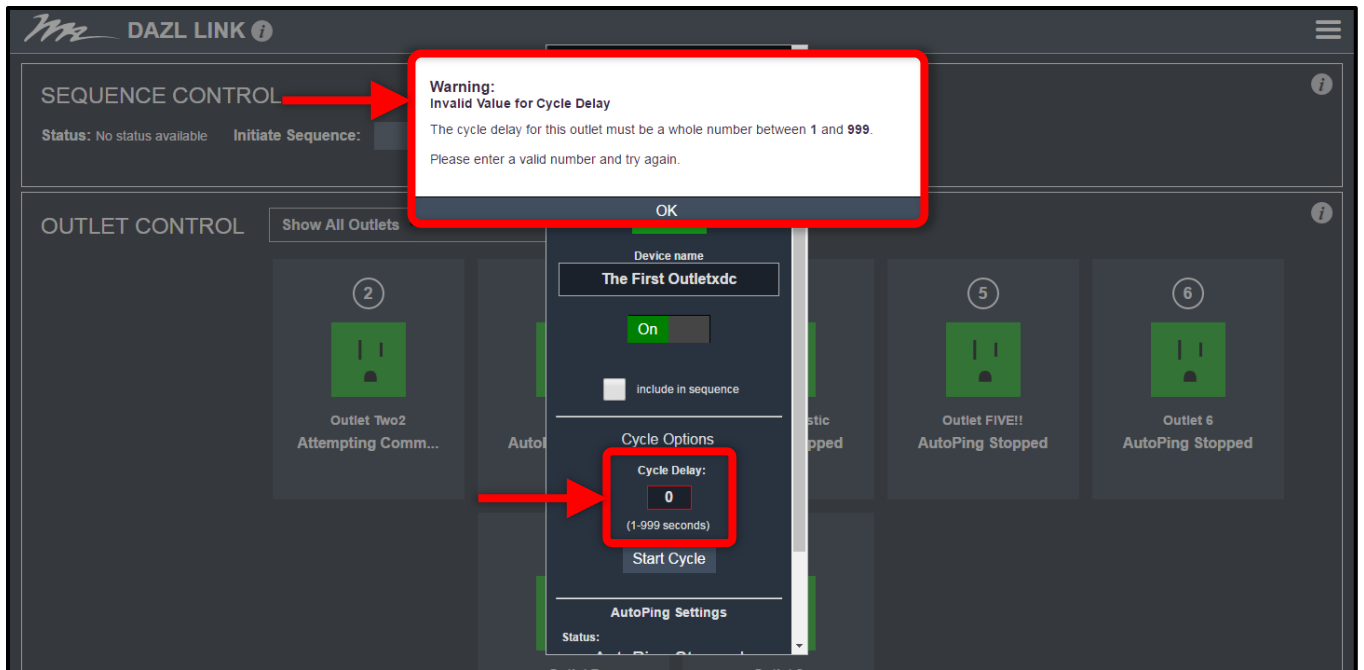 DAZL LINK i
SEQUENCE CONTROL
i
Status: No status available Initiate Sequence:
Warning:
Invalid Value for Cycle Delay
The cycle delay for this outlet must be a whole number between 1 and 999.
Please enter a valid number and try again.
OK
OUTLET CONTROL Show All Outlets
i
Device name
The First Outletxdc
On
include in sequence
Cycle Options
Cycle Delay:
0
(1-999 seconds)
Start Cycle
AutoPing Settings
Status:
2
Outlet Two2
Attempting Comm...
5
Outlet FIVE!!
AutoPing Stopped
6
Outlet 6
AutoPing Stopped